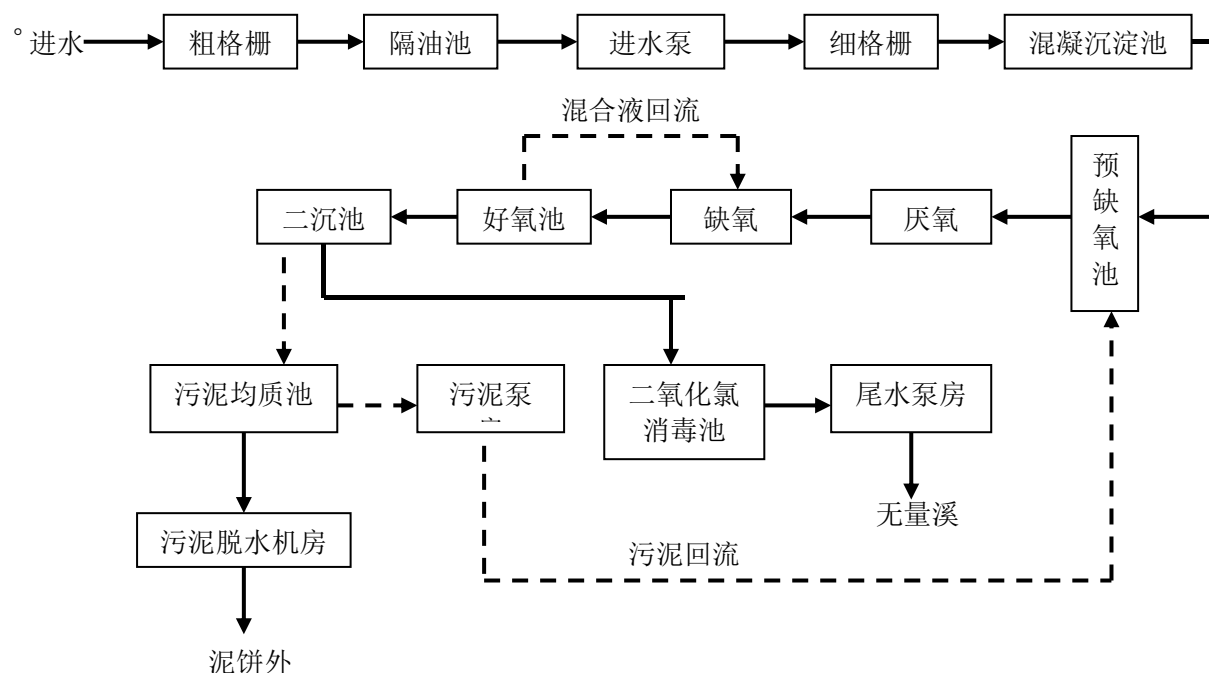 °进水
粗格栅
隔油池
进水泵
细格栅
混凝沉淀池
混合液回流
二沉池
好氧池
缺氧
厌氧
预
缺
氧
池
污泥均质池
污泥泵
二氧化氯
消毒池
尾水泵房
无量溪
污泥脱水机房
污泥回流
泥饼外